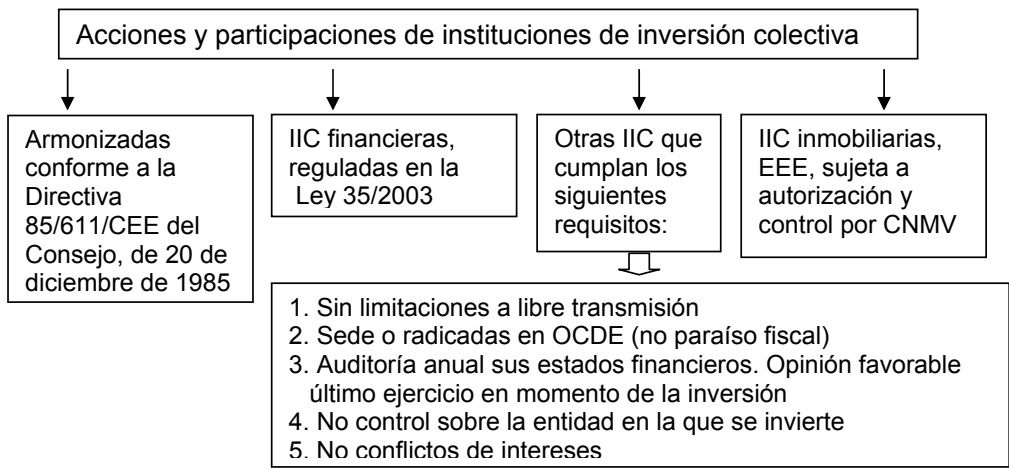 Acciones y participaciones de instituciones de inversión colectiva
Armonizadas
conforme a la
Directiva
85/611/CEE del
Consejo, de 20 de
diciembre de 1985
IIC financieras,
reguladas en la
Ley 35/2003
Otras IIC que
cumplan los
siguientes
requisitos:
IIC inmobiliarias,
EEE, sujeta a
autorización y
control por CNMV
1. Sin limitaciones a libre transmisión
2. Sede o radicadas en OCDE (no paraíso fiscal)
3. Auditoría anual sus estados financieros. Opinión favorable
último ejercicio en momento de la inversión
4. No control sobre la entidad en la que se invierte
5. No conflictos de intereses